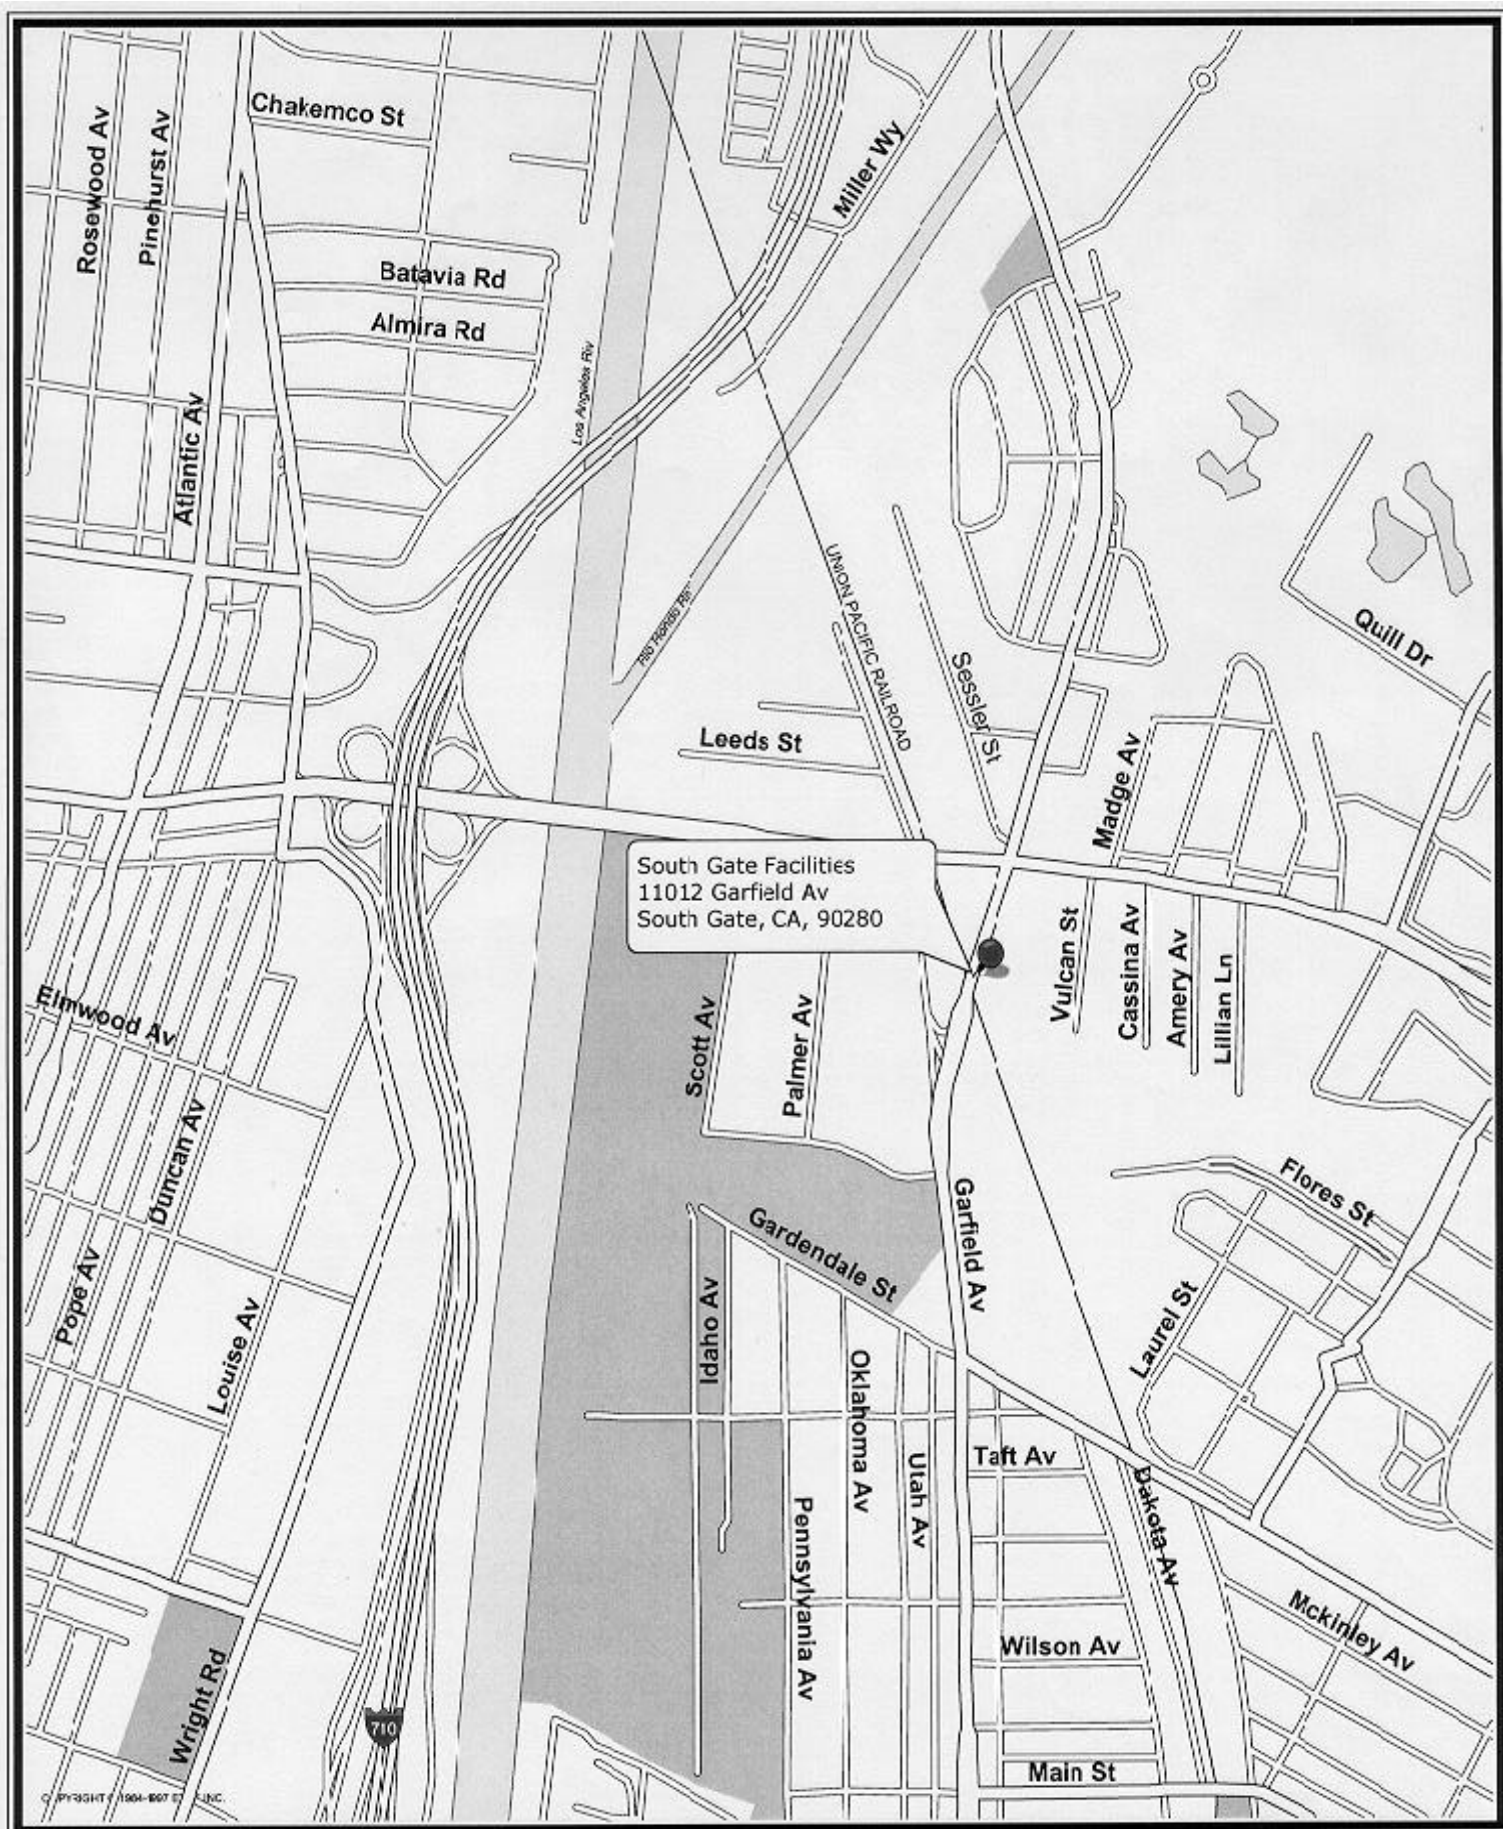 Chakemco St
Rosewood Av
Pinehurst Av
Miller Wy
Batavia Rd
Almira Rd
Los Angeles Riv
Atlantic Av
UNION PACIFIC RAILROAD
Rio Hondo Riv
Quill Dr
Sessler St
Leeds St
Madge Av
South Gate Facilities
11012 Garfield Av
South Gate, CA, 90280
Vulcan St
Cassina Av
Amery Av
Lillian Ln
Elmwood Av
Scott Av
Palmer Av
Duncan Av
Flores St
Gardendale St
Garfield Av
Pope Av
Idaho Av
Laurel St
Louise Av
Oklahoma Av
Taft Av
Utah Av
Dakota Av
Pennsylvania Av
Mckinley Av
Wilson Av
Wright Rd
710
Main St
INC.